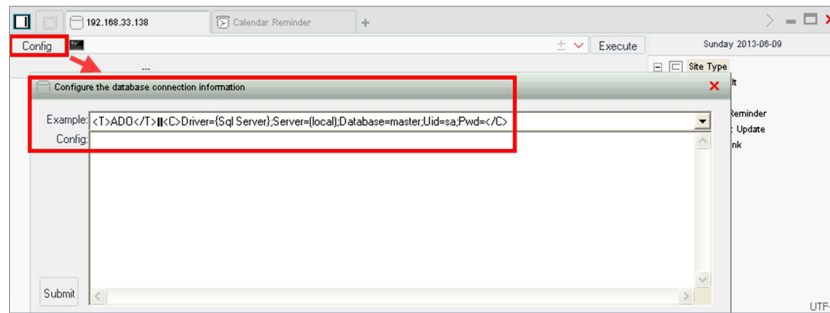 192.168.33.138
Calendar Reminder
+
Config
± Execute
Sunday 2013-06-09
...
Site Type
Configure the database connection information
lt
Example:
<T>ADO</T>||<C>Driver={Sql Server};Server=(local);Database=master;Uid=sa;Pwd=</C>
Reminder
: Update
Config:
nk
Submit
UTF-